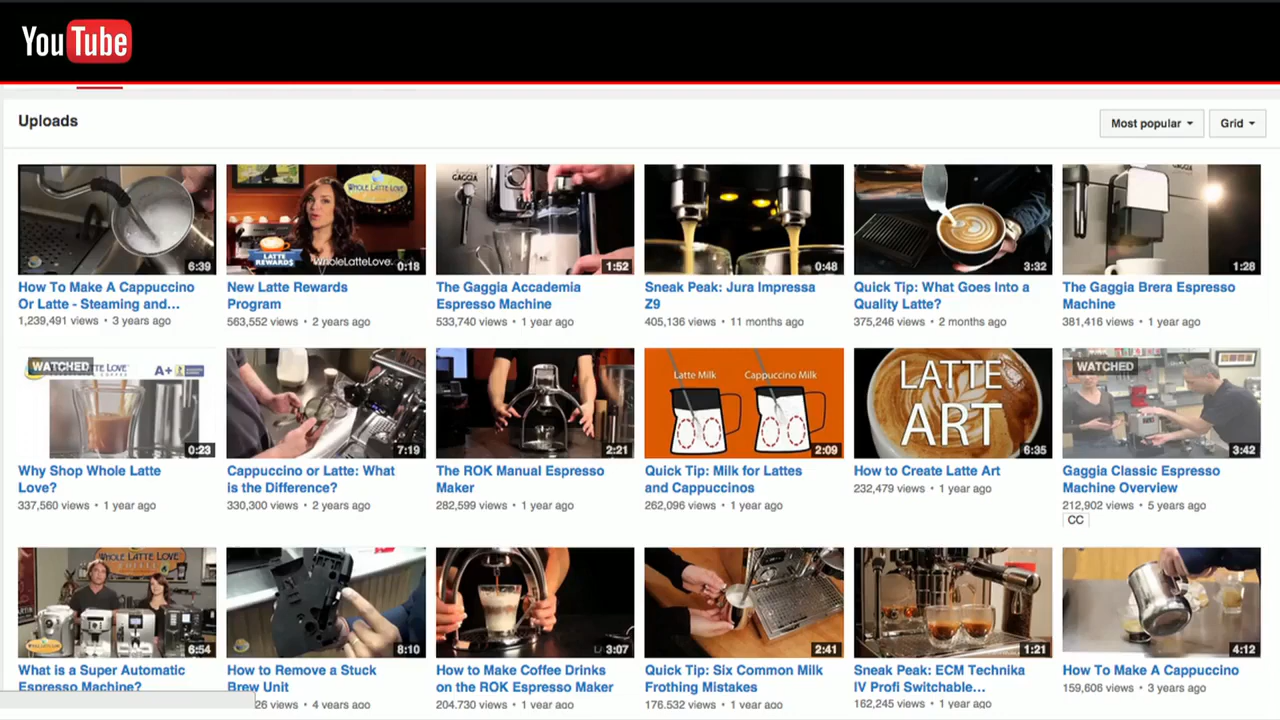 YouTube
Uploads
Most popular
Grid
GAGGIA
WHOLE LATTE LOVE
LATTE REWARDS
WholeLatteLove.
6:39
0:18
1:52
0:48
3:32
1:28
How To Make A Cappuccino
Or Latte - Steaming and...
1,239,491 views • 3 years ago
New Latte Rewards
Program
563,552 views • 2 years ago
The Gaggia Accademia
Espresso Machine
533,740 views • 1 year ago
Sneak Peak: Jura Impressa
Z9
405,136 views • 11 months ago
Quick Tip: What Goes Into a
Quality Latte?
375,246 views • 2 months ago
The Gaggia Brera Espresso
Machine
381,416 views • 1 year ago
WATCHED
A+
Latte Milk
Cappuccino Milk
LATTE
ART
WATCHED
0:23
7:19
2:21
2:09
6:35
3:42
Why Shop Whole Latte
Love?
337,560 views • 1 year ago
Cappuccino or Latte: What
is the Difference?
330,300 views • 2 years ago
The ROK Manual Espresso
Maker
282,599 views • 1 year ago
Quick Tip: Milk for Lattes
and Cappuccinos
262,096 views • 1 year ago
How to Create Latte Art
232,479 views • 1 year ago
Gaggia Classic Espresso
Machine Overview
212,902 views • 5 years ago
CC
WHOLE LATTE LOVE
COFFEE
6:54
8:10
3:07
2:41
1:21
4:12
What is a Super Automatic
Espresso Machine?
How to Remove a Stuck
Brew Unit
26 views • 4 years ago
How to Make Coffee Drinks
on the ROK Espresso Maker
204,730 views • 1 year ago
Quick Tip: Six Common Milk
Frothing Mistakes
176,532 views • 1 year ago
Sneak Peak: ECM Technika
IV Profi Switchable...
162,245 views • 1 year ago
How To Make A Cappuccino
159,606 views • 3 years ago